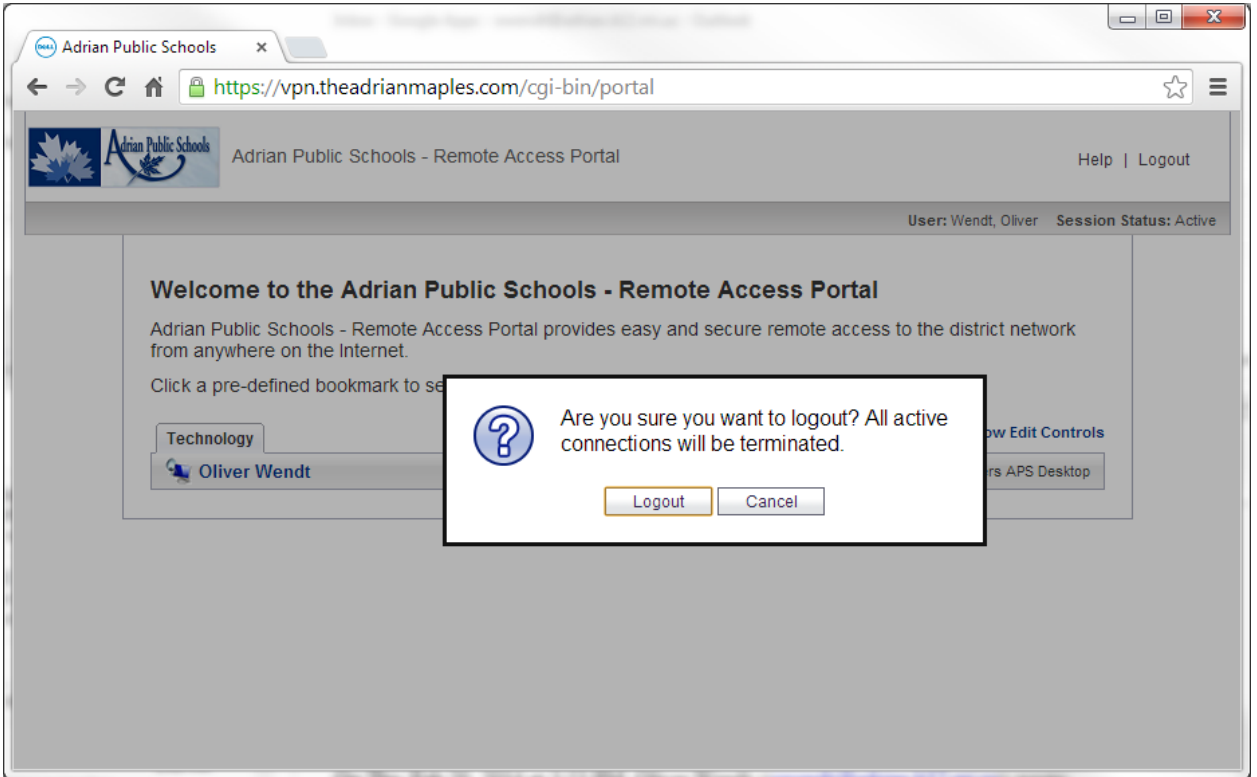 Adrian Public Schools
https://vpn.theadrianmaples.com/cgi-bin/portal
Adrian Public Schools
Adrian Public Schools - Remote Access Portal
Help | Logout
User: Wendt, Oliver Session Status: Active
Welcome to the Adrian Public Schools - Remote Access Portal
Adrian Public Schools - Remote Access Portal provides easy and secure remote access to the district network
from anywhere on the Internet.
Click a pre-defined bookmark to se
Technology
ow Edit Controls
Oliver Wendt
rs APS Desktop
Are you sure you want to logout? All active
connections will be terminated.
Logout Cancel